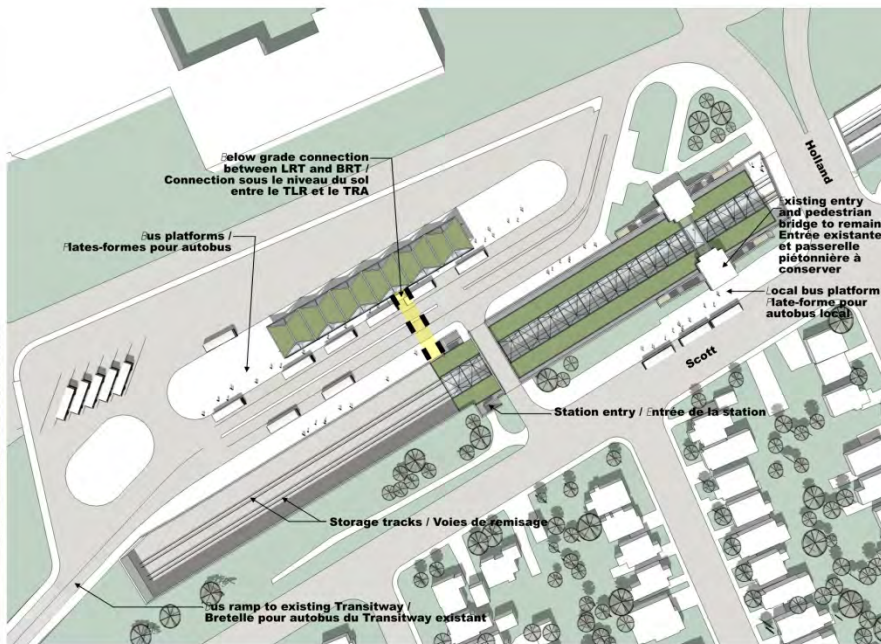 Below grade connection
between LRT and BRT /
Connection sous le niveau du sol
entre le TLR et le TRA
Bus platforms /
Plates-formes pour autobus
Holland
Existing entry
and pedestrian
bridge to remain
Entrée existante
et passerelle
piétonnière à
conserver
Local bus platform
Plate-forme pour
autobus local
Scott
Station entry / Entrée de la station
Storage tracks / Voies de remisage
Bus ramp to existing Transitway /
Bretelle pour autobus du Transitway existant